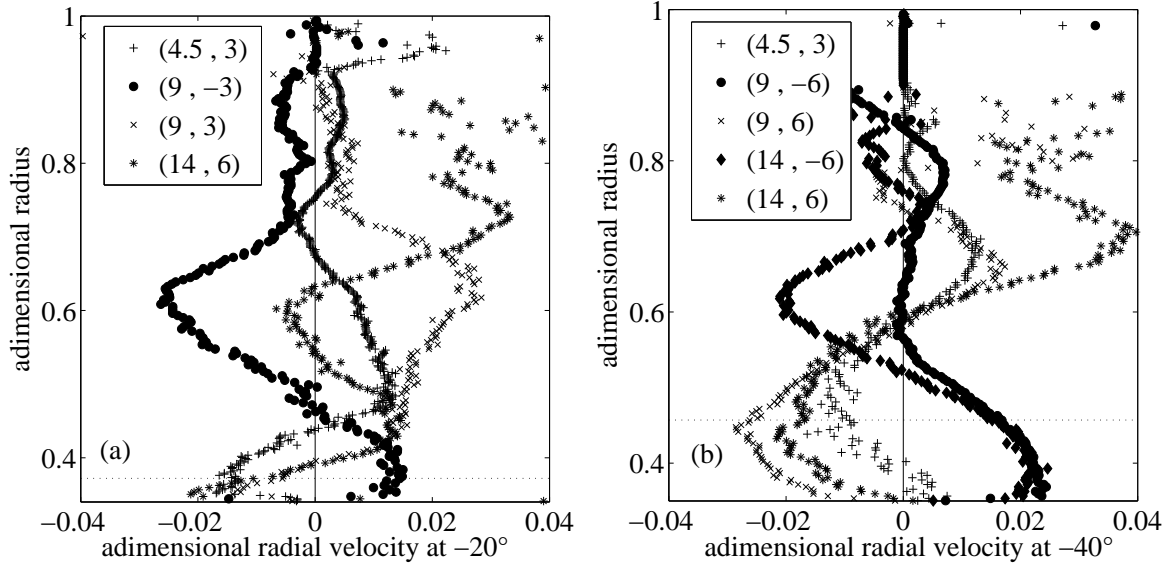 1
0.8
0.6
0.4
adimensional radius
(4.5 , 3)
(9 , −3)
(9 , 3)
(14 , 6)
(a)
−0.04
−0.02
0
0.02
0.04
adimensional radial velocity at −20°
1
0.8
0.6
0.4
adimensional radius
(4.5 , 3)
(9 , −6)
(9 , 6)
(14 , −6)
(14 , 6)
(b)
−0.04
−0.02
0
0.02
0.04
adimensional radial velocity at −40°